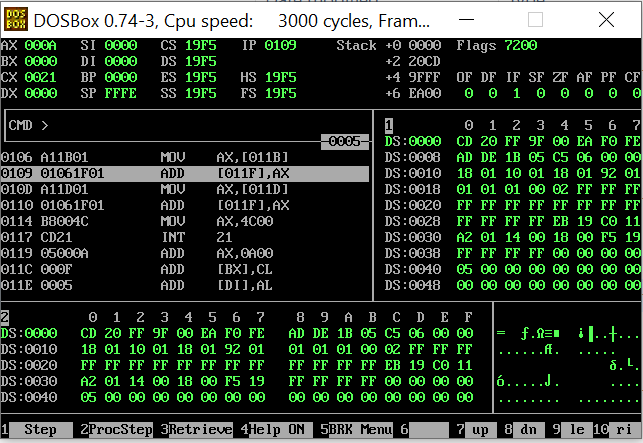 DOSBox 0.74-3, Cpu speed: 3000 cycles, Fram...
AX 000A SI 0000 CS 19F5 IP 0109 Stack +0 0000 Flags 7200
BX 0000 DI 0000 DS 19F5 +2 20CD
CX 0021 BP 0000 ES 19F5 HS 19F5 +4 9FFF OF DF IF SF ZF AF PF CF
DX 0000 SP FFFE SS 19F5 FS 19F5 +6 EA00 0 0 1 0 0 0 0 0
CMD >
0005
0106 A11B01 MOV AX,[011B]
0109 01061F01 ADD [011F],AX
010D A11D01 MOV AX,[011D]
0110 01061F01 ADD [011F],AX
0114 B8004C MOV AX,4C00
0117 CD21 INT 21
0119 05000A ADD AX,0A00
011C 000F ADD [BX],CL
011E 0005 ADD [DI],AL
1 0 1 2 3 4 5 6 7
DS:0000 CD 20 FF 9F 00 EA F0 FE
DS:0008 AD DE 1B 05 C5 06 00 00
DS:0010 18 01 10 01 18 01 92 01
DS:0018 01 01 01 00 02 FF FF FF
DS:0020 FF FF FF FF FF FF FF FF
DS:0028 FF FF FF FF EB 19 C0 11
DS:0030 A2 01 14 00 18 00 F5 19
DS:0038 FF FF FF FF 00 00 00 00
DS:0040 05 00 00 00 00 00 00 00
DS:0048 00 00 00 00 00 00 00 00
2 0 1 2 3 4 5 6 7 8 9 A B C D E F
DS:0000 CD 20 FF 9F 00 EA F0 FE AD DE 1B 05 C5 06 00 00 = ƒ.Ω≡■ ¡▐..┼...
DS:0010 18 01 10 01 18 01 92 01 01 01 01 00 02 FF FF FF ......Æ. .....
DS:0020 FF FF FF FF FF FF FF FF FF FF FF FF EB 19 C0 11 δ.└.
DS:0030 A2 01 14 00 18 00 F5 19 FF FF FF FF 00 00 00 00 ó.....⌡. ....
DS:0040 05 00 00 00 00 00 00 00 00 00 00 00 00 00 00 00 ........ ........
1 Step 2ProcStep 3Retrieve 4Help ON 5BRK Menu 6 7 up 8 dn 9 le 10 ri